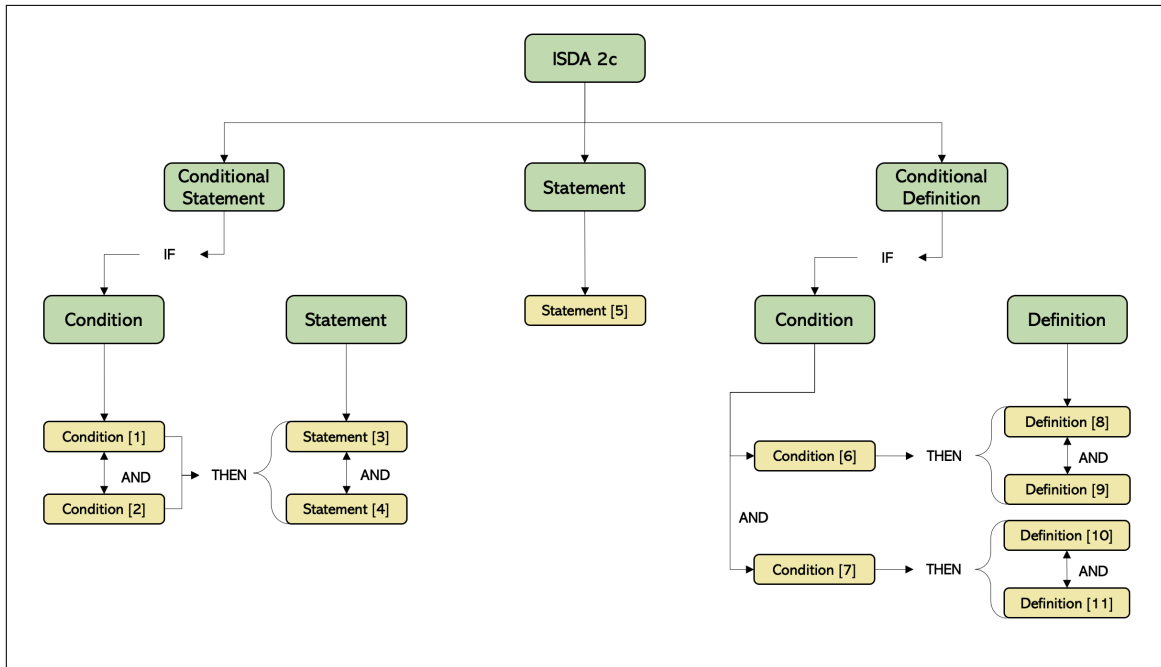 ISDA 2c
Conditional
Statement
Statement
Conditional
Definition
IF
IF
Condition
Statement
Statement [5]
Condition
Definition
Condition [1]
AND
Condition [2]
THEN
Statement [3]
AND
Statement [4]
Condition [6]
THEN
Definition [8]
AND
Definition [9]
AND
Condition [7]
THEN
Definition [10]
AND
Definition [11]